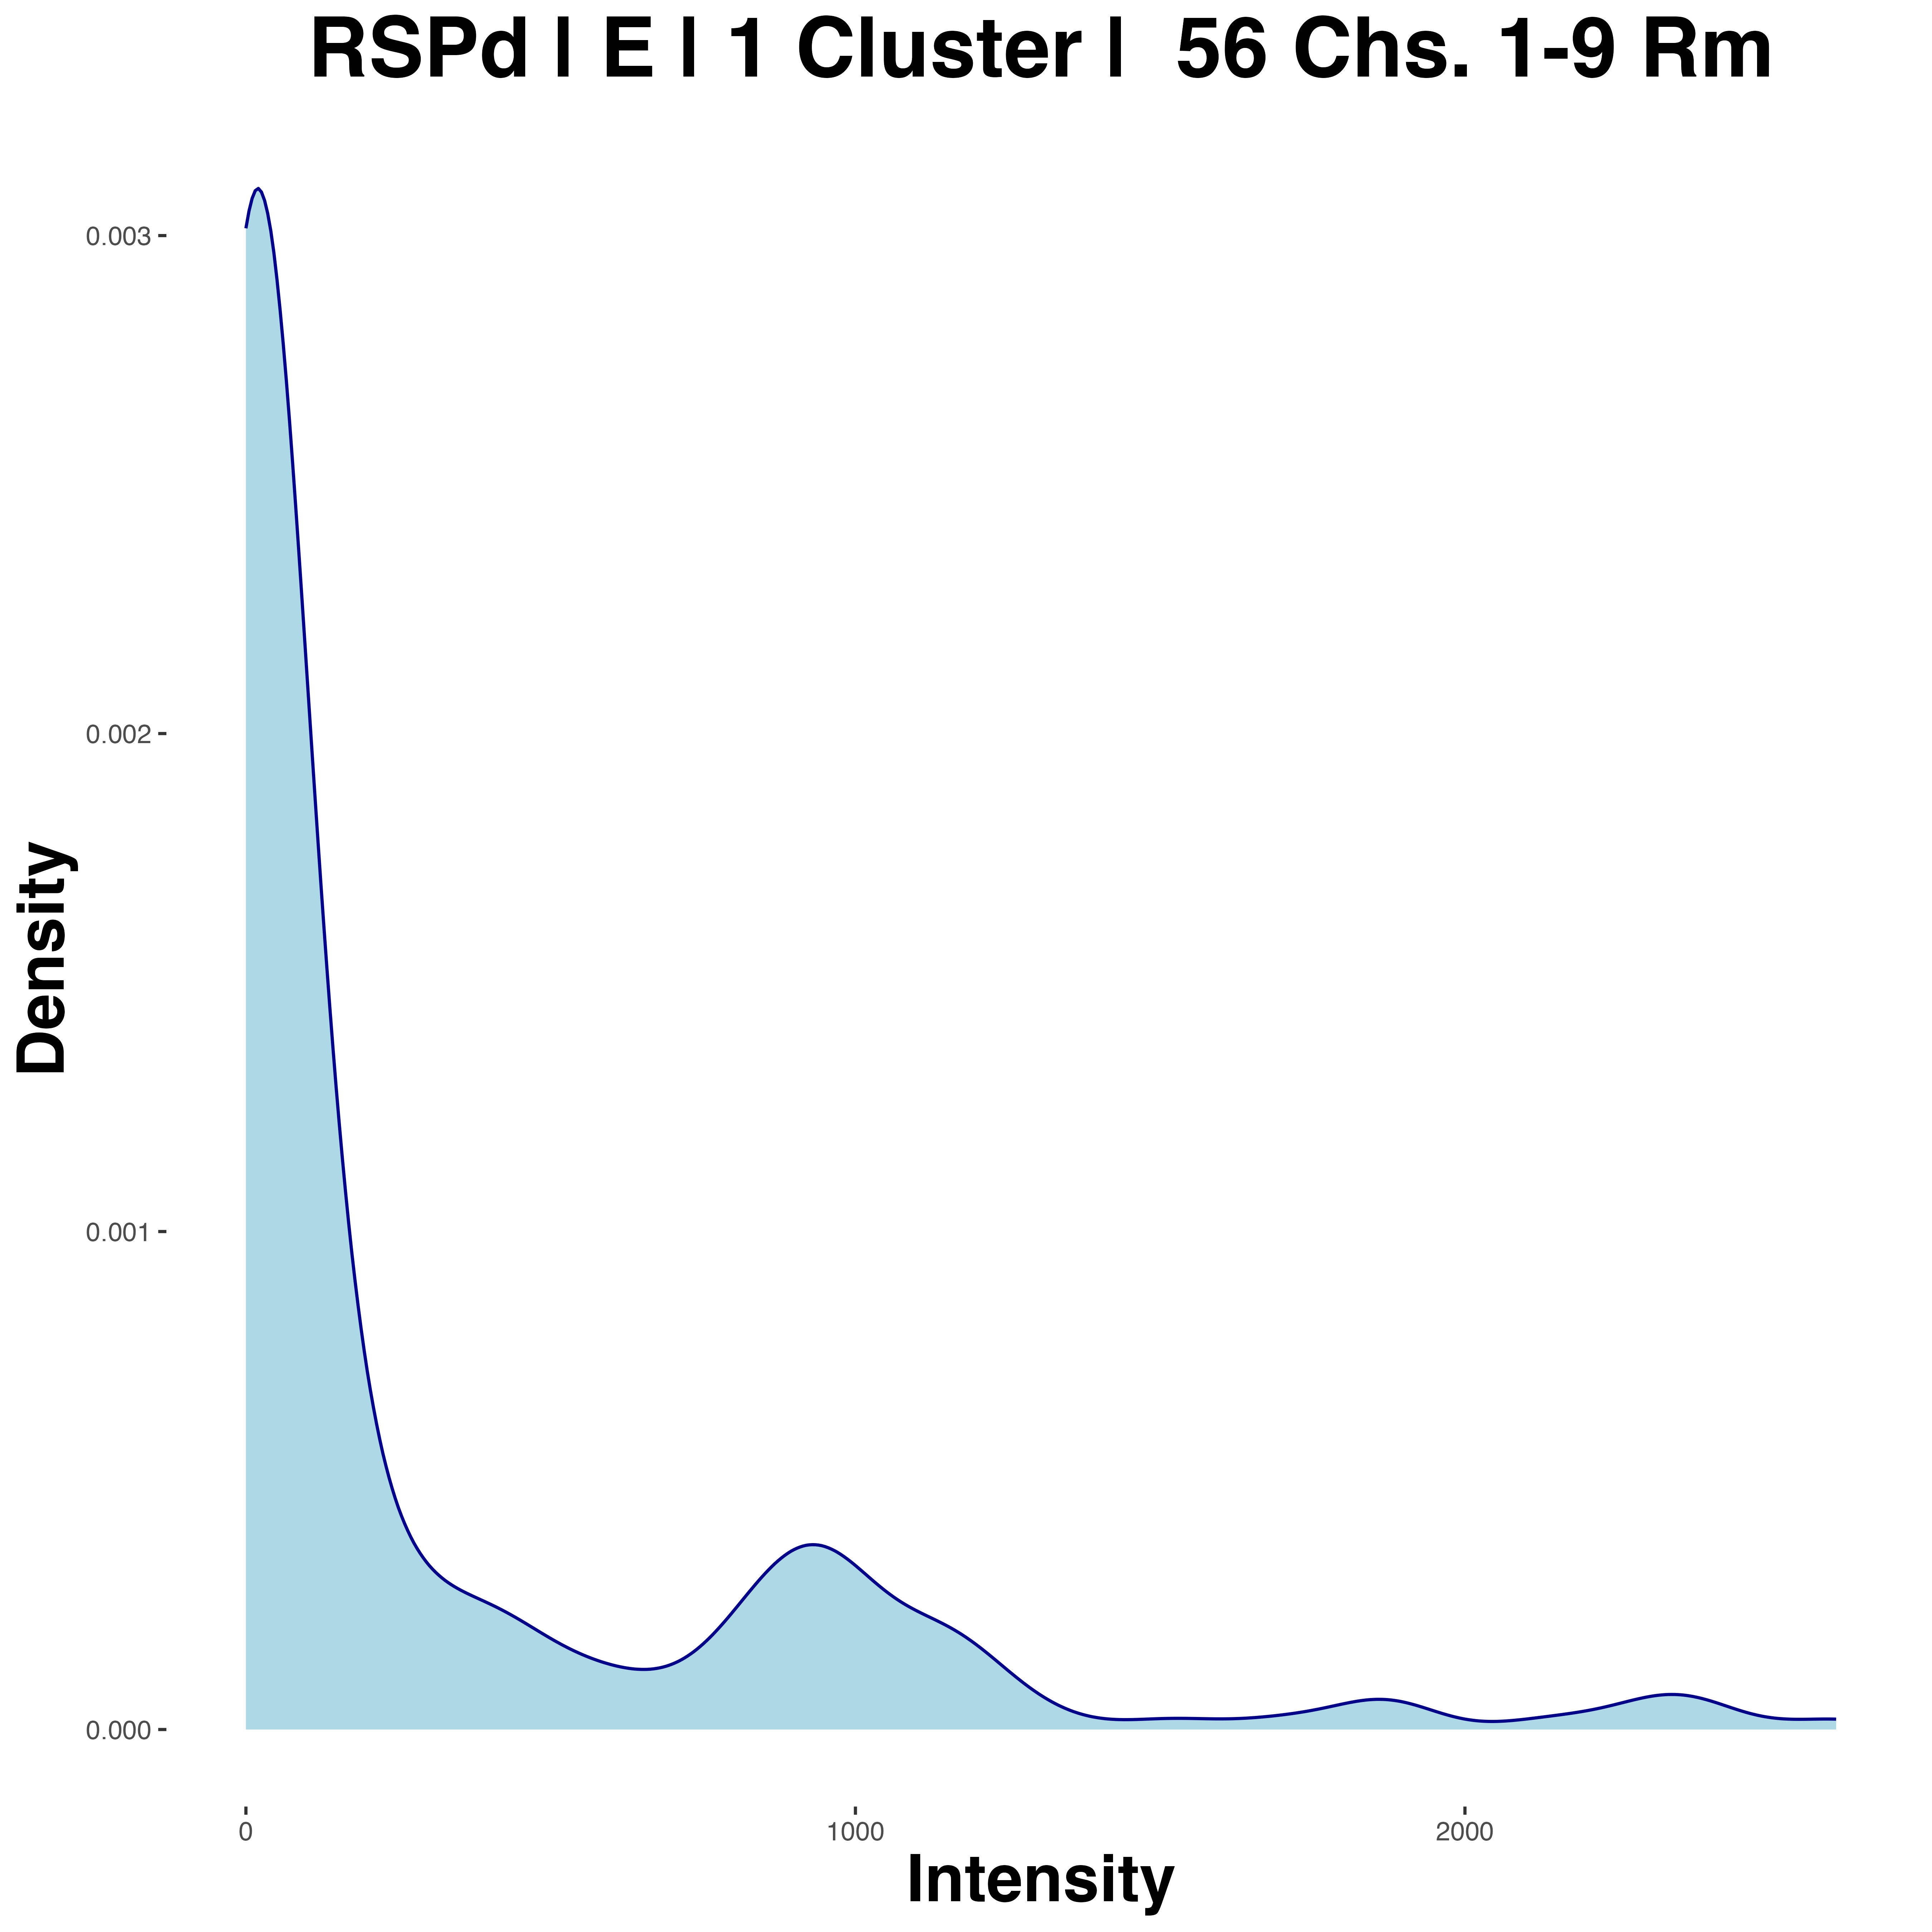 RSPd | E | 1 Cluster |  56 Chs. 1-9 Rm
0.003
0.002
0.001
0.000
Density
0
1000
2000
Intensity